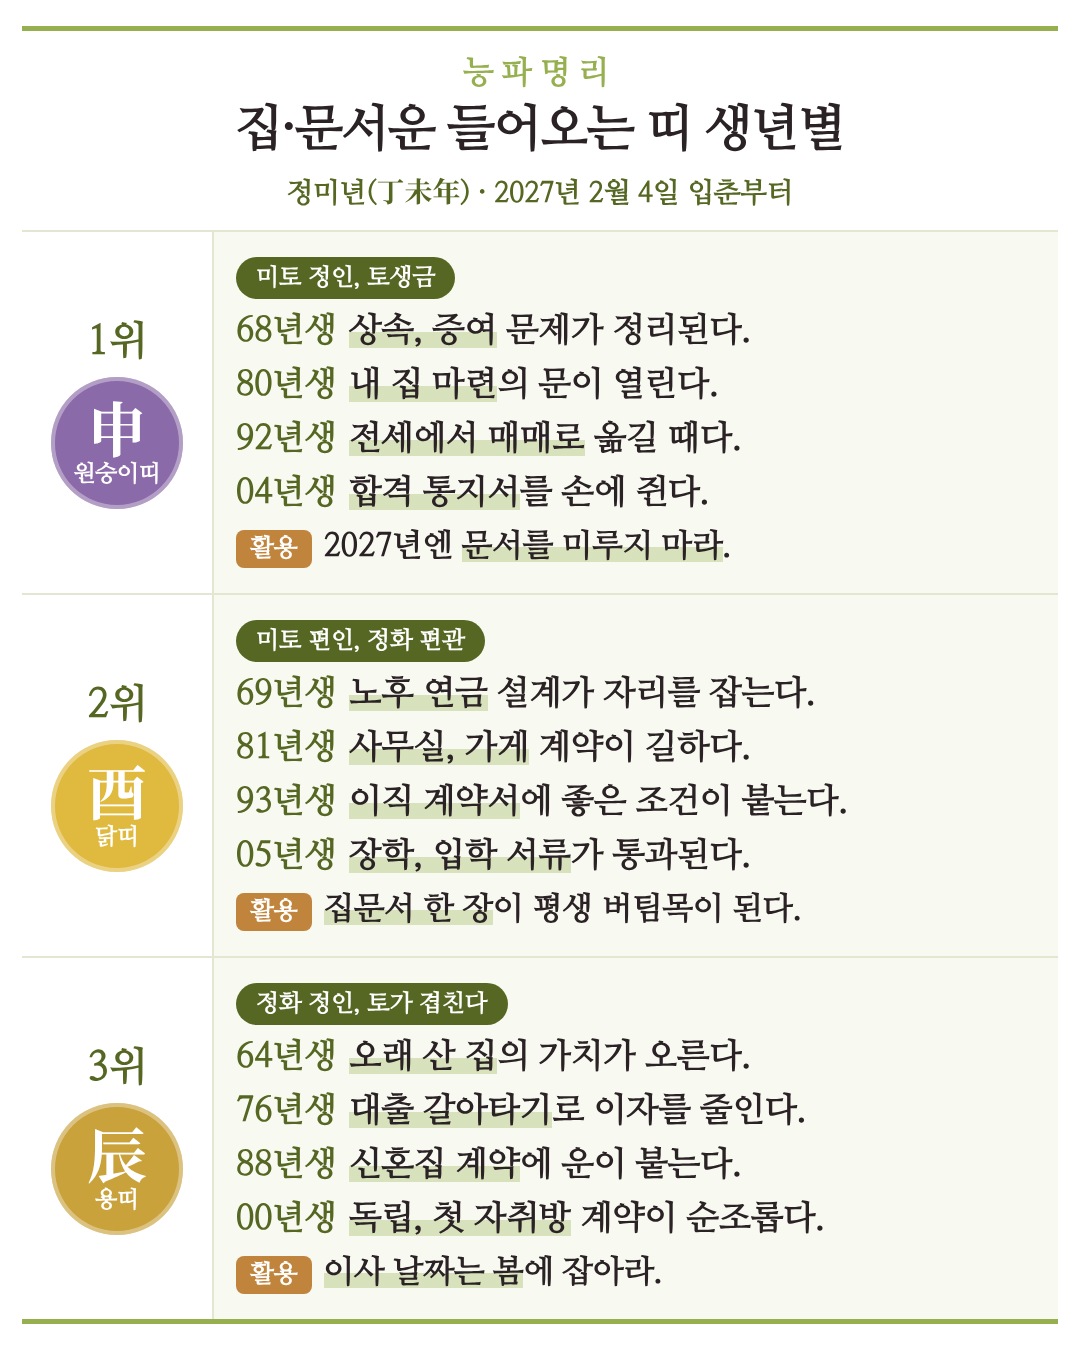 능파명리
집·문서운 들어오는 띠 생년별
정미년(丁未年) · 2027년 2월 4일 입춘부터
1위
申
원숭이띠
미토 정인, 토생금
68년생 상속, 증여 문제가 정리된다.
80년생 내 집 마련의 문이 열린다.
92년생 전세에서 매매로 옮길 때다.
04년생 합격 통지서를 손에 쥔다.
활용 2027년엔 문서를 미루지 마라.
2위
酉
닭띠
미토 편인, 정화 편관
69년생 노후 연금 설계가 자리를 잡는다.
81년생 사무실, 가게 계약이 길하다.
93년생 이직 계약서에 좋은 조건이 붙는다.
05년생 장학, 입학 서류가 통과된다.
활용 집문서 한 장이 평생 버팀목이 된다.
3위
辰
용띠
정화 정인, 토가 겹친다
64년생 오래 산 집의 가치가 오른다.
76년생 대출 갈아타기로 이자를 줄인다.
88년생 신혼집 계약에 운이 붙는다.
00년생 독립, 첫 자취방 계약이 순조롭다.
활용 이사 날짜는 봄에 잡아라.